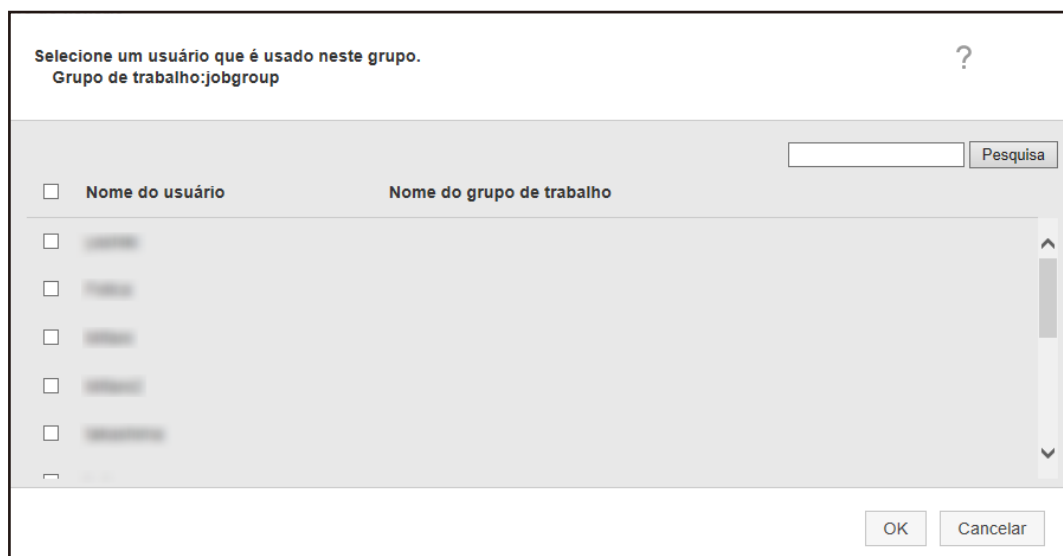 Selecione um usuário que é usado neste grupo.
?
Grupo de trabalho:jobgroup
Pesquisa
Nome do usuário Nome do grupo de trabalho
OK Cancelar